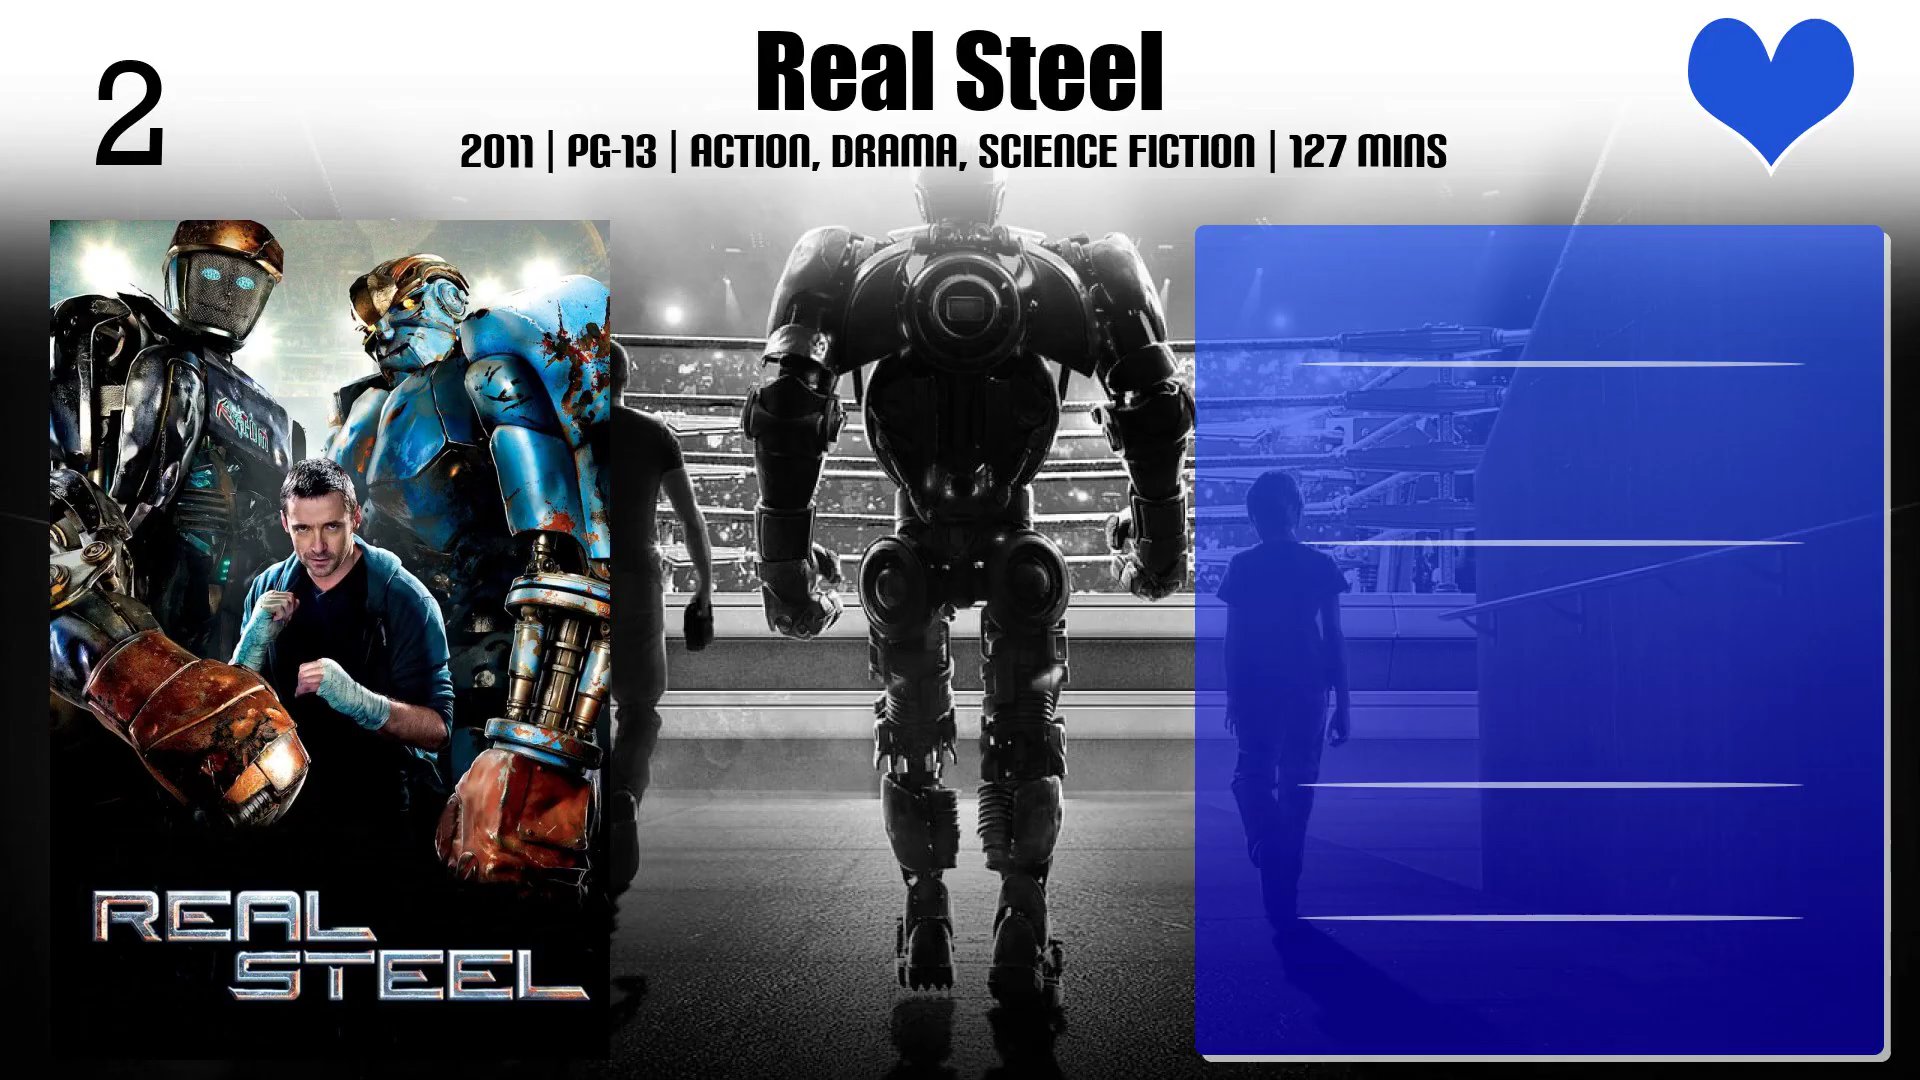 2
Real Steel
2011 | PG-13 | ACTION, DRAMA, SCIENCE FICTION | 127 MINS
REAL
STEEL